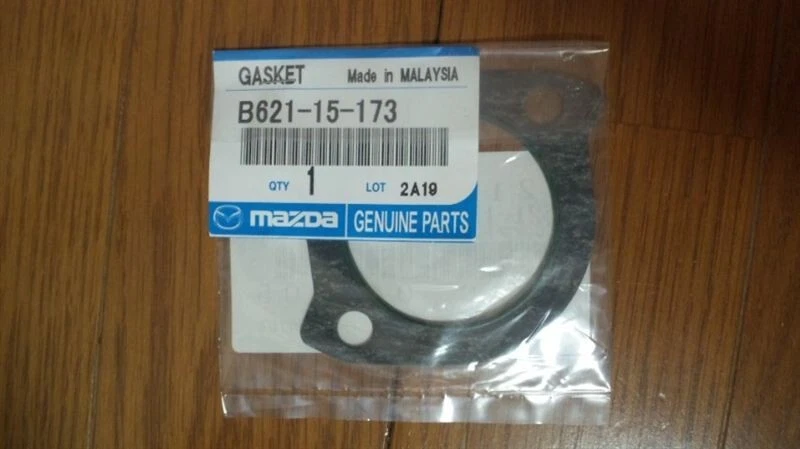 GASKET Made in MALAYSIA
B621-15-173
QTY 1 LOT 2A19
mazda GENUINE PARTS